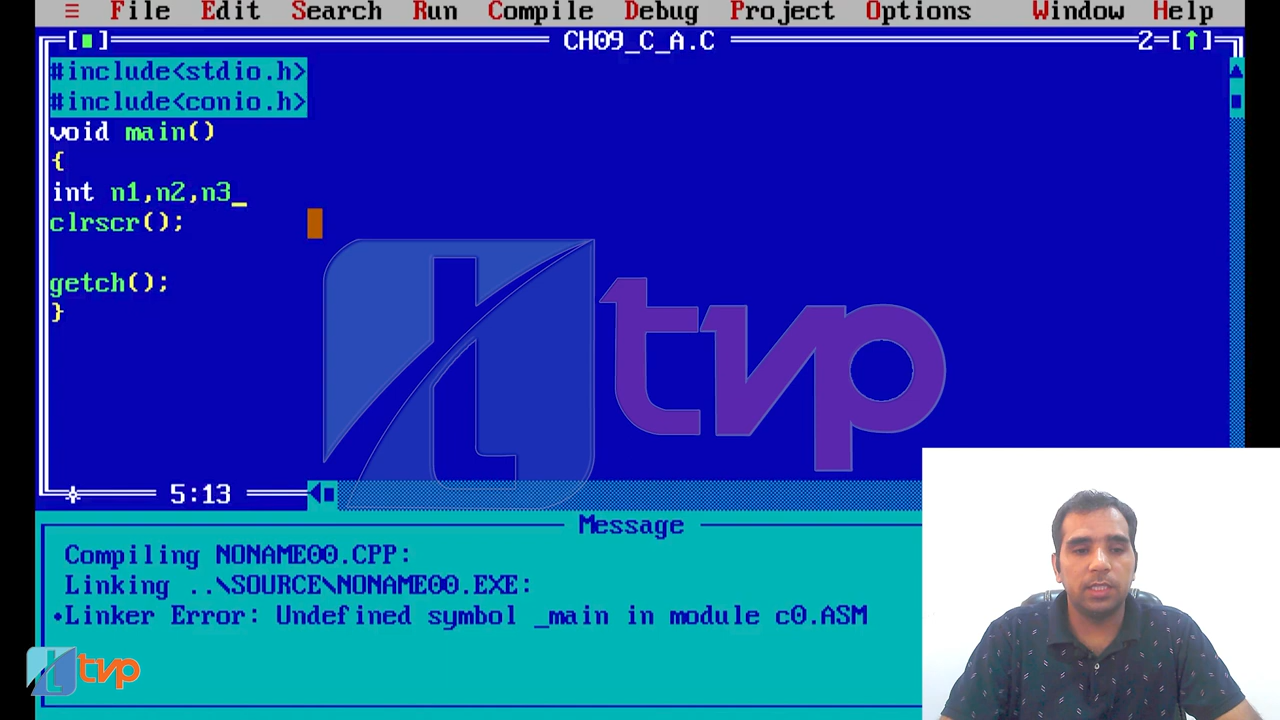 ≡ File Edit Search Run Compile Debug Project Options Window Help
[■] CH09_C_A.C 2=[↑]
#include<stdio.h>
#include<conio.h>
void main()
{
int n1,n2,n3_
clrscr();
getch();
}
tvp
5:13
Message
Compiling NONAME00.CPP:
Linking ..\SOURCE\NONAME00.EXE:
•Linker Error: Undefined symbol _main in module c0.ASM
tvp